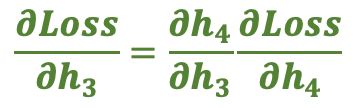 ∂Loss/∂h₃ = ∂h₄/∂h₃ ∂Loss/∂h₄